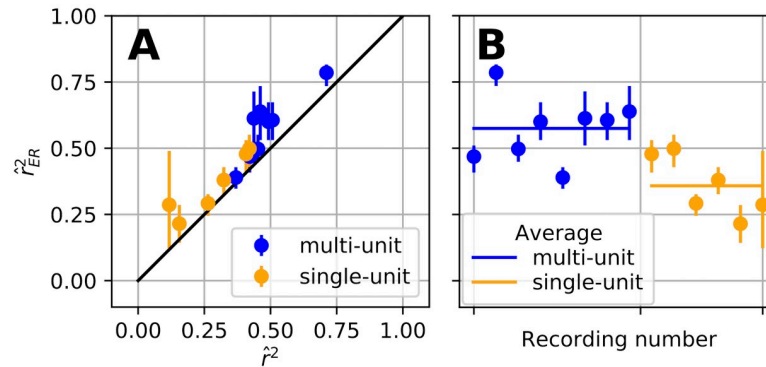 A
B
1.00
0.75
0.50
0.25
0.00
r̂²_ER
multi-unit
single-unit
0.00 0.25 0.50 0.75 1.00
r̂²
Average
multi-unit
single-unit
Recording number